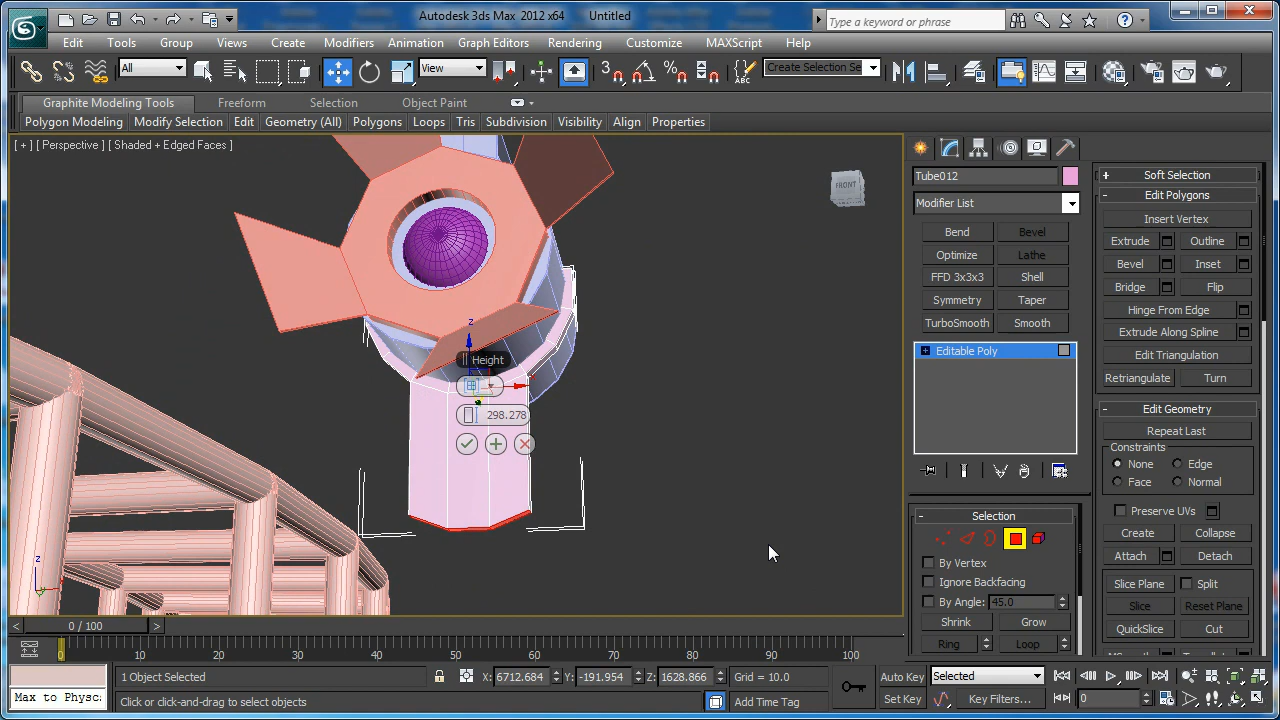 Autodesk 3ds Max 2012 x64 Untitled
Type a keyword or phrase
Edit Tools Group Views Create Modifiers Animation Graph Editors Rendering Customize MAXScript Help
All View Create Selection Se
Graphite Modeling Tools Freeform Selection Object Paint
Polygon Modeling Modify Selection Edit Geometry (All) Polygons Loops Tris Subdivision Visibility Align Properties
[ + ] [ Perspective ] [ Shaded + Edged Faces ]
FRONT
z
Height
298.278
z
Tube012
Modifier List
Bend Bevel
Optimize Lathe
FFD 3x3x3 Shell
Symmetry Taper
TurboSmooth Smooth
+ Editable Poly
- Selection
By Vertex
Ignore Backfacing
By Angle: 45.0
Shrink Grow
Ring Loop
+ Soft Selection
- Edit Polygons
Insert Vertex
Extrude Outline
Bevel Inset
Bridge Flip
Hinge From Edge
Extrude Along Spline
Edit Triangulation
Retriangulate Turn
- Edit Geometry
Repeat Last
Constraints
None Edge
Face Normal
Preserve UVs
Create Collapse
Attach Detach
Slice Plane Split
Slice Reset Plane
QuickSlice Cut
< 0 / 100 >
0 10 20 30 40 50 60 70 80 90 100
1 Object Selected X: 6712.684 Y: -191.954 Z: 1628.866 Grid = 10.0 Auto Key Selected
Max to Physca Click or click-and-drag to select objects Add Time Tag Set Key Key Filters... 0